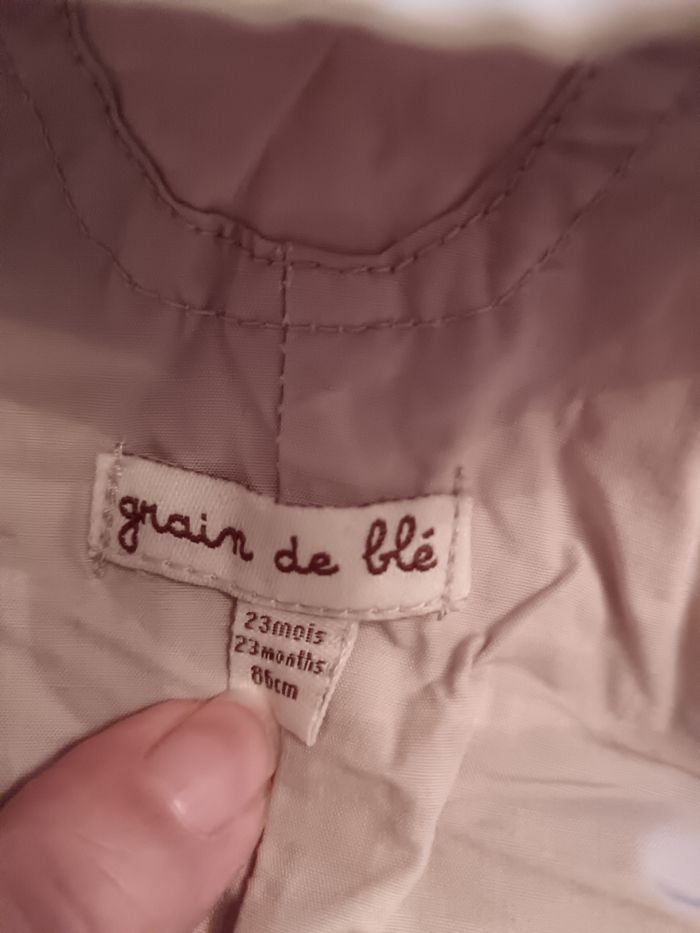 grain de blé
23mois
23months
86cm